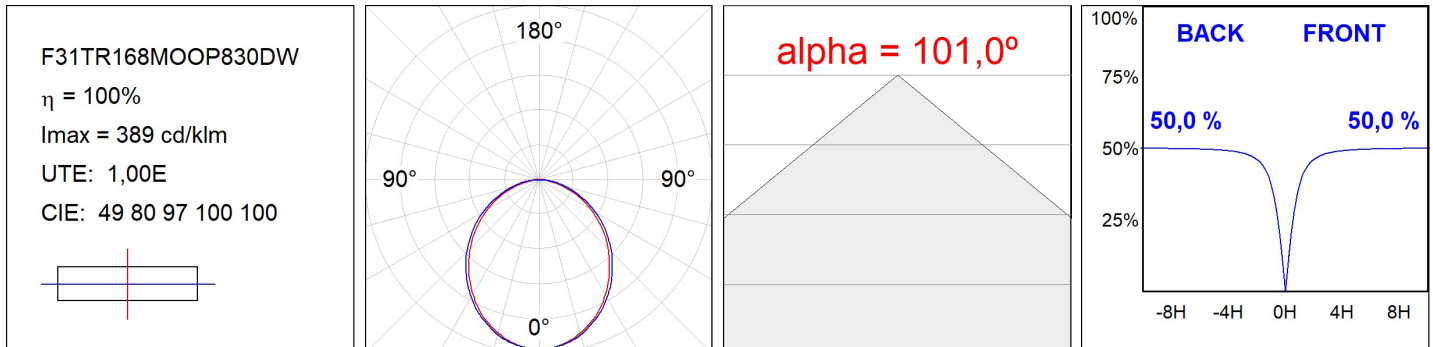 F31TR168MOOP830DW
η = 100%
Imax = 389 cd/klm
UTE: 1,00E
CIE: 49 80 97 100 100
180°
90° 90°
0°
alpha = 101,0º
100%
BACK FRONT
75%
50,0 % 50,0 %
50%
25%
-8H -4H 0H 4H 8H